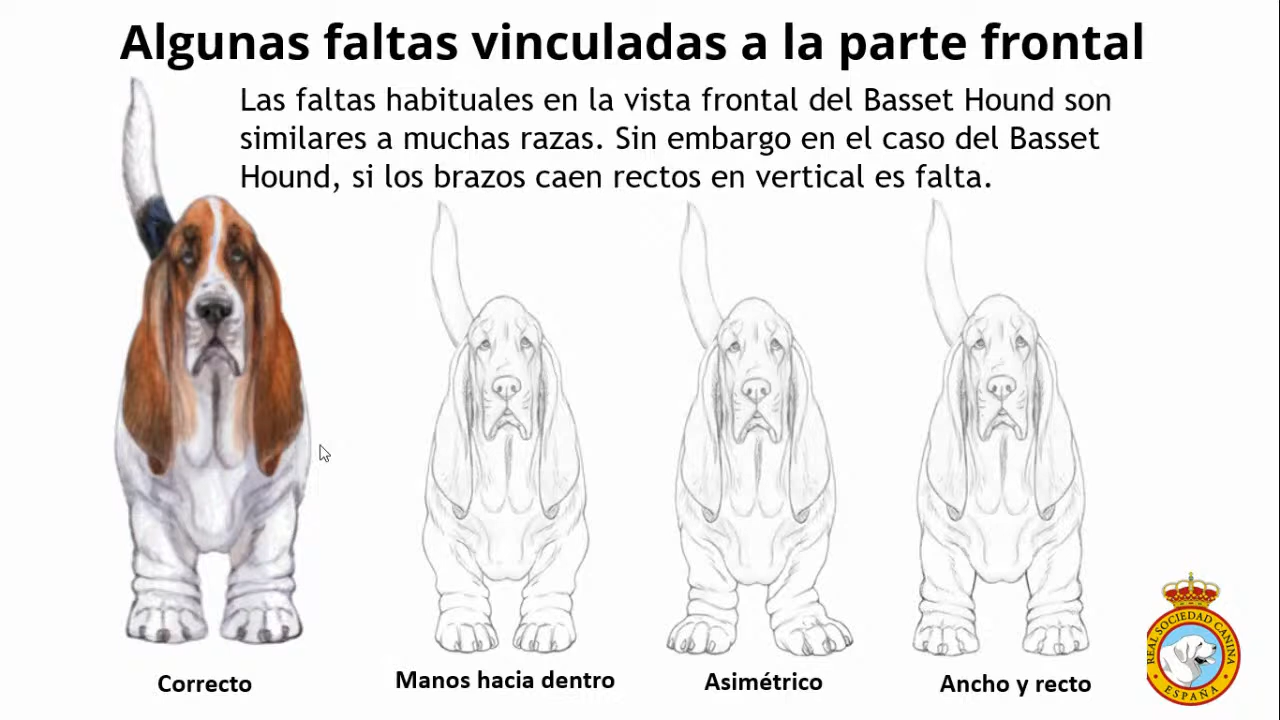 Algunas faltas vinculadas a la parte frontal
Las faltas habituales en la vista frontal del Basset Hound son
similares a muchas razas. Sin embargo en el caso del Basset
Hound, si los brazos caen rectos en vertical es falta.
Correcto
Manos hacia dentro
Asimétrico
Ancho y recto
REAL SOCIEDAD CANINA
ESPAÑA